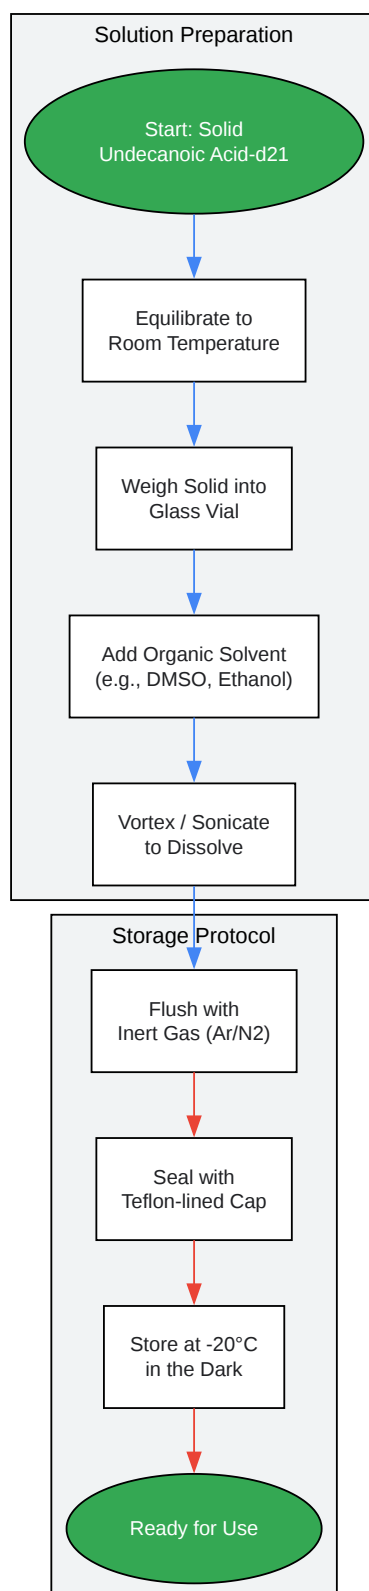 Solution Preparation
Start: Solid
Undecanoic Acid-d21
Equilibrate to
Room Temperature
Weigh Solid into
Glass Vial
Add Organic Solvent
(e.g., DMSO, Ethanol)
Vortex / Sonicate
to Dissolve
Storage Protocol
Flush with
Inert Gas (Ar/N2)
Seal with
Teflon-lined Cap
Store at -20°C
in the Dark
Ready for Use